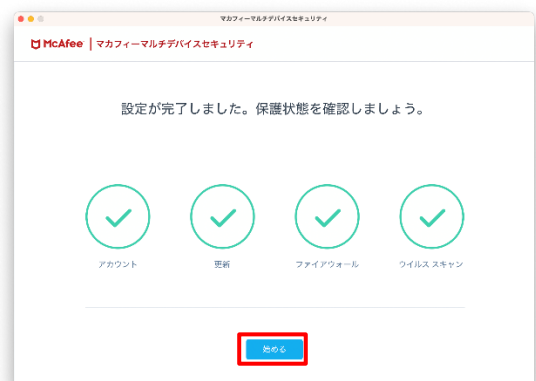 マカフィーマルチデバイスセキュリティ
McAfee | マカフィーマルチデバイスセキュリティ
設定が完了しました。保護状態を確認しましょう。
アカウント 更新 ファイアウォール ウイルス スキャン
始める